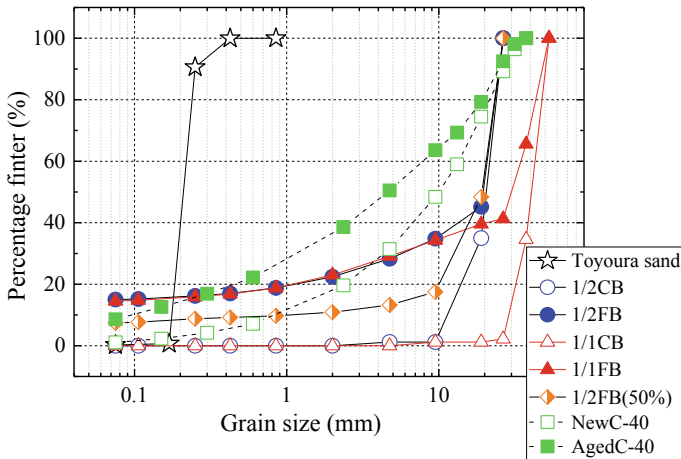 100
80
60
40
20
0
Percentage finter (%)
0.1
1
10
Grain size (mm)
Toyoura sand
1/2CB
1/2FB
1/1CB
1/1FB
1/2FB(50%)
NewC-40
AgedC-40